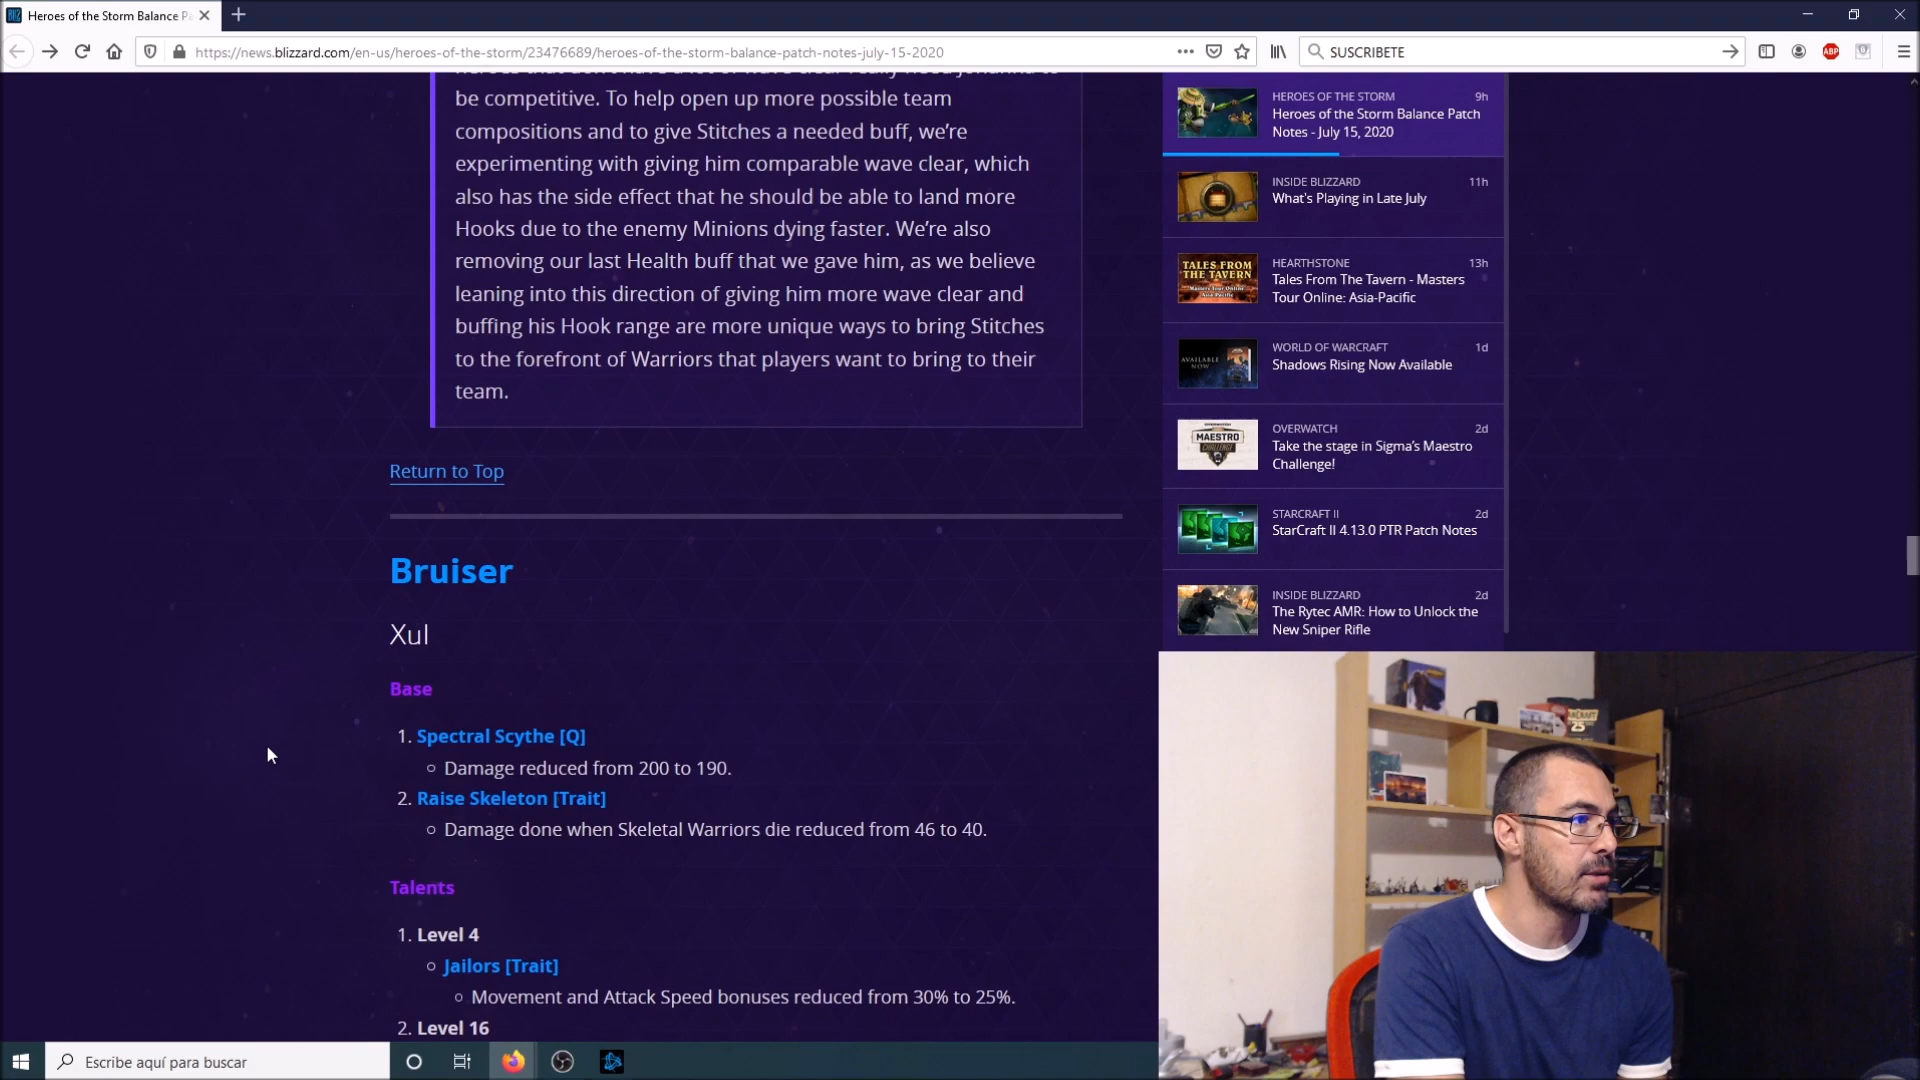 Heroes of the Storm Balance P
https://news.blizzard.com/en-us/heroes-of-the-storm/23476689/heroes-of-the-storm-balance-patch-notes-july-15-2020
SUSCRIBETE
ABP
be competitive. To help open up more possible team
compositions and to give Stitches a needed buff, we’re
experimenting with giving him comparable wave clear, which
also has the side effect that he should be able to land more
Hooks due to the enemy Minions dying faster. We’re also
removing our last Health buff that we gave him, as we believe
leaning into this direction of giving him more wave clear and
buffing his Hook range are more unique ways to bring Stitches
to the forefront of Warriors that players want to bring to their
team.
Return to Top
Bruiser
Xul
Base
1. Spectral Scythe [Q]
Damage reduced from 200 to 190.
2. Raise Skeleton [Trait]
Damage done when Skeletal Warriors die reduced from 46 to 40.
Talents
1. Level 4
Jailors [Trait]
Movement and Attack Speed bonuses reduced from 30% to 25%.
2. Level 16
HEROES OF THE STORM 9h
Heroes of the Storm Balance Patch
Notes - July 15, 2020
INSIDE BLIZZARD 11h
What's Playing in Late July
TALES FROM
THE TAVERN
HEARTHSTONE 13h
Tales From The Tavern - Masters
Tour Online: Asia-Pacific
AVAILABLE
NOW
WORLD OF WARCRAFT 1d
Shadows Rising Now Available
MAESTRO
CHALLENGE
OVERWATCH 2d
Take the stage in Sigma’s Maestro
Challenge!
STARCRAFT II 2d
StarCraft II 4.13.0 PTR Patch Notes
INSIDE BLIZZARD 2d
The Rytec AMR: How to Unlock the
New Sniper Rifle
Escribe aquí para buscar